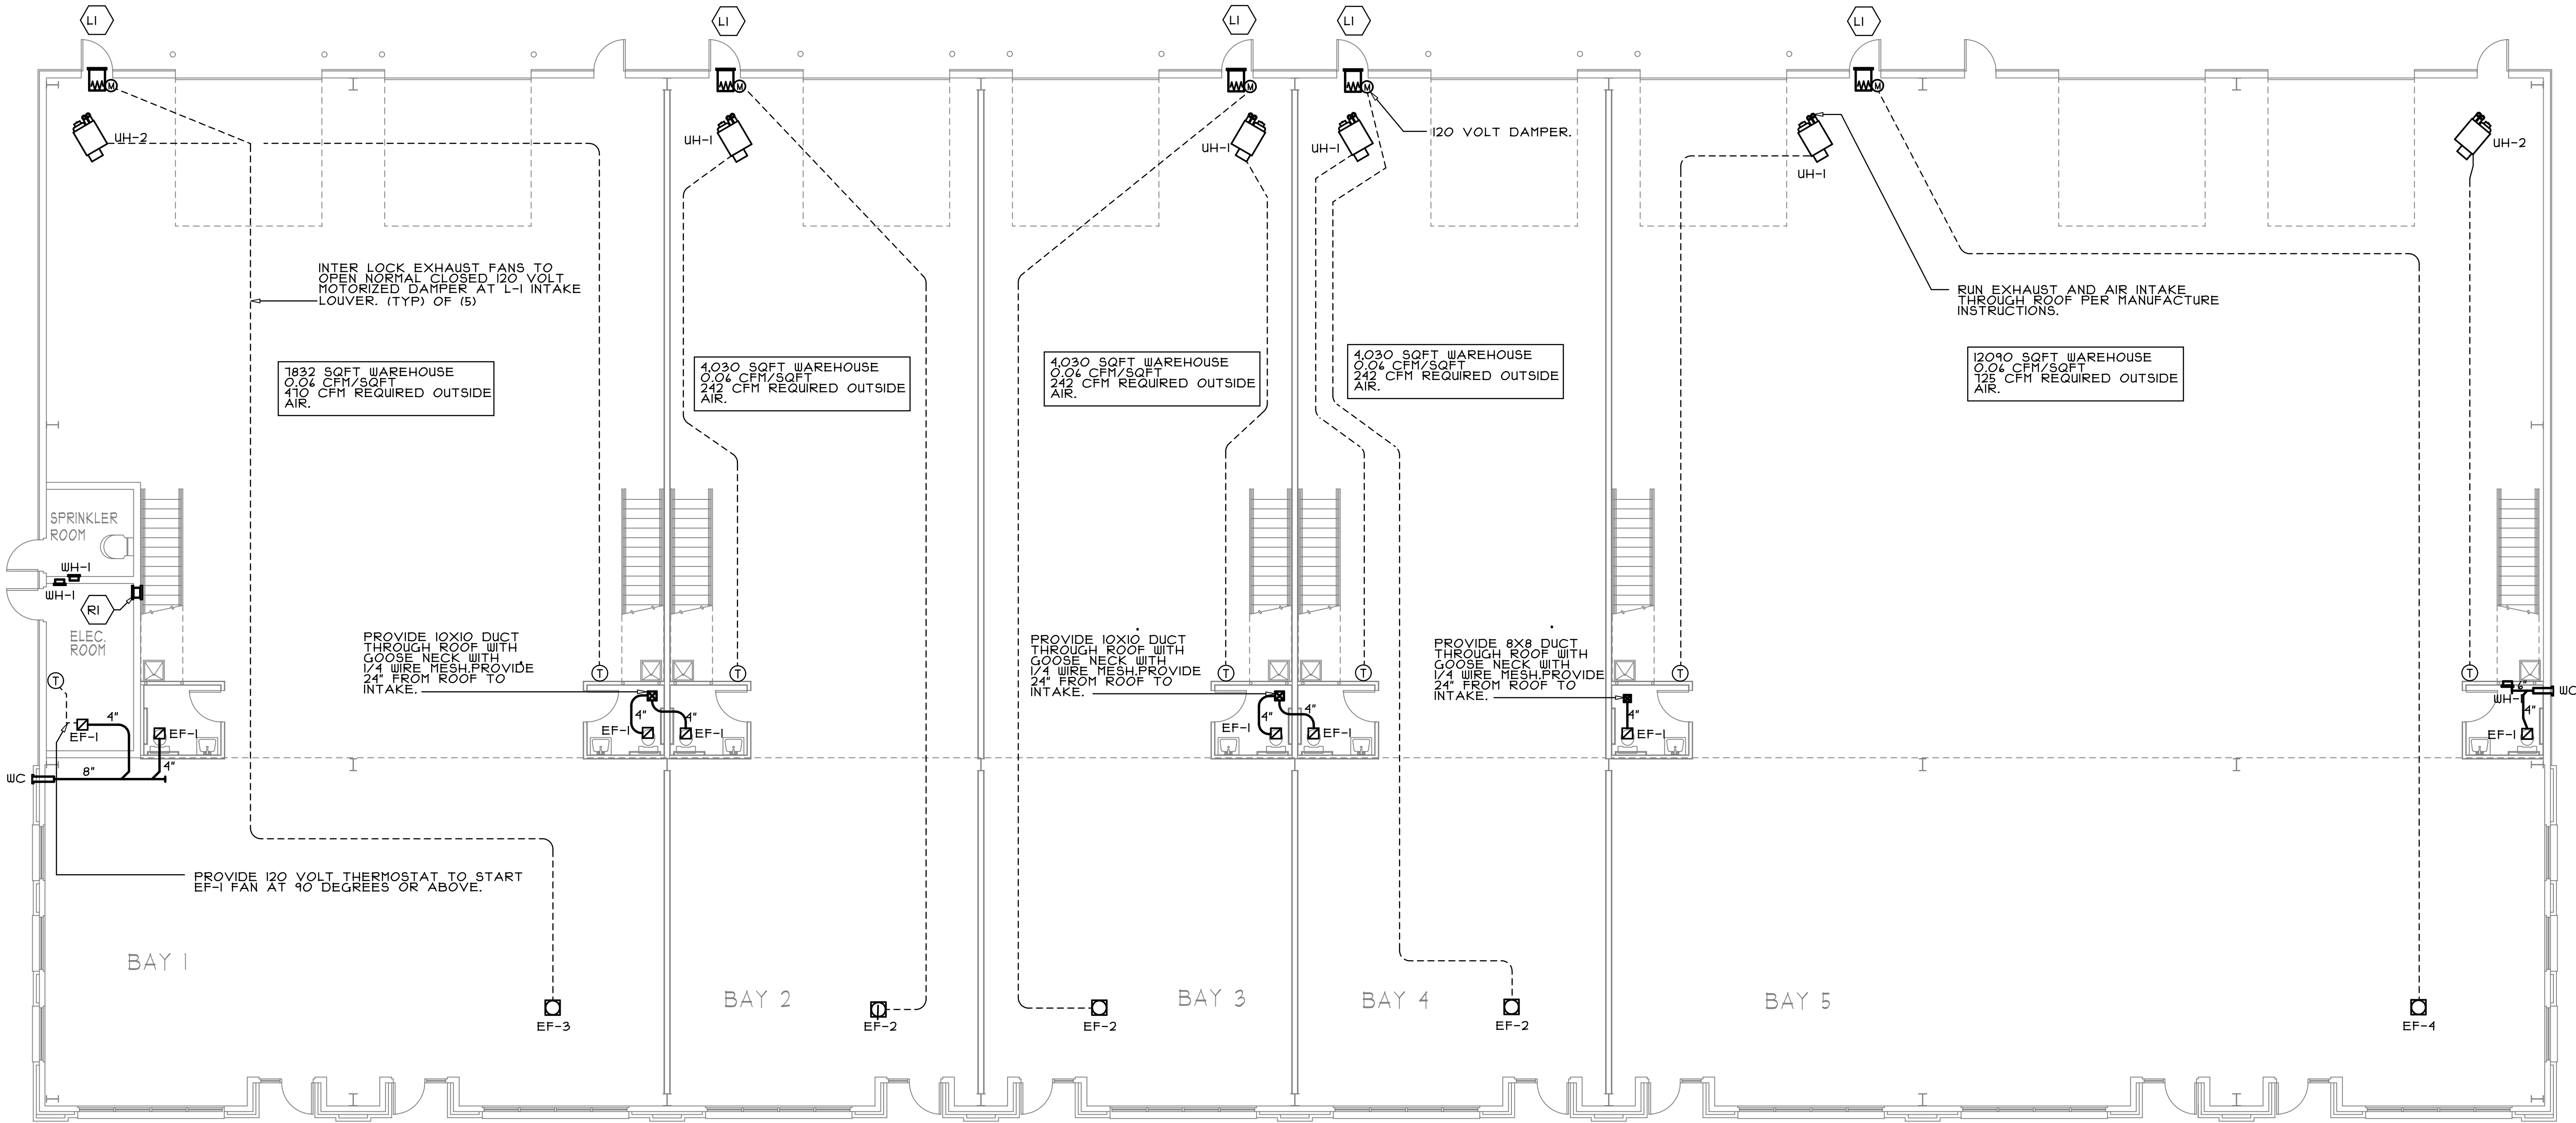 L1
L1
L1
L1
L1
M
M
M
M
M
UH-2
UH-1
UH-1
UH-1
120 VOLT DAMPER.
UH-1
UH-2
INTER LOCK EXHAUST FANS TO
OPEN NORMAL CLOSED 120 VOLT
MOTORIZED DAMPER AT L-1 INTAKE
LOUVER. (TYP) OF (5)
RUN EXHAUST AND AIR INTAKE
THROUGH ROOF PER MANUFACTURE
INSTRUCTIONS.
7832 SQFT WAREHOUSE
0.06 CFM/SQFT
470 CFM REQUIRED OUTSIDE
AIR.
4,030 SQFT WAREHOUSE
0.06 CFM/SQFT
242 CFM REQUIRED OUTSIDE
AIR.
4,030 SQFT WAREHOUSE
0.06 CFM/SQFT
242 CFM REQUIRED OUTSIDE
AIR.
4,030 SQFT WAREHOUSE
0.06 CFM/SQFT
242 CFM REQUIRED OUTSIDE
AIR.
12090 SQFT WAREHOUSE
0.06 CFM/SQFT
725 CFM REQUIRED OUTSIDE
AIR.
SPRINKLER
ROOM
WH-1
WH-1
R1
ELEC.
ROOM
PROVIDE 10X10 DUCT
THROUGH ROOF WITH
GOOSE NECK WITH
1/4 WIRE MESH.PROVIDE
24" FROM ROOF TO
INTAKE.
PROVIDE 10X10 DUCT
THROUGH ROOF WITH
GOOSE NECK WITH
1/4 WIRE MESH.PROVIDE
24" FROM ROOF TO
INTAKE.
PROVIDE 8X8 DUCT
THROUGH ROOF WITH
GOOSE NECK WITH
1/4 WIRE MESH.PROVIDE
24" FROM ROOF TO
INTAKE.
T
T
T
T
T
T
T
4"
EF-1
EF-1
8"
4"
WC
4"
4"
EF-1
EF-1
4"
4"
EF-1
EF-1
4"
EF-1
6"
WC
WH-1
4"
EF-1
PROVIDE 120 VOLT THERMOSTAT TO START
EF-1 FAN AT 90 DEGREES OR ABOVE.
BAY 1
BAY 2
BAY 3
BAY 4
BAY 5
EF-3
EF-2
EF-2
EF-2
EF-4